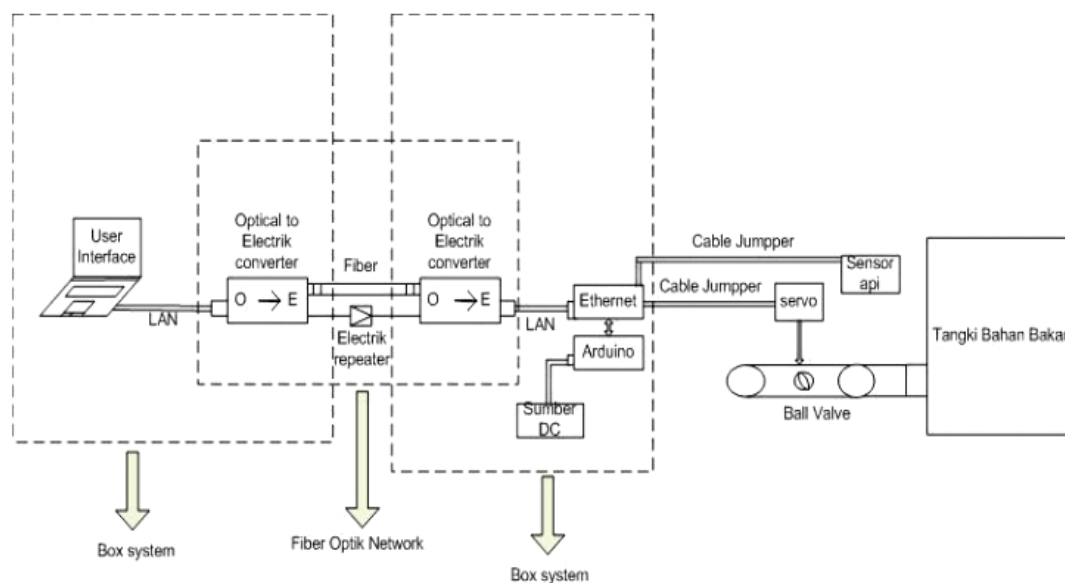 User
Interface
LAN
Optical to
Electrik
converter
O
E
Fiber
Electrik
repeater
Optical to
Electrik
converter
O
E
LAN
Ethernet
Arduino
Sumber
DC
Cable Jumpper
Sensor
api
Cable Jumpper
servo
Ball Valve
Tangki Bahan Bakar
Box system
Fiber Optik Network
Box system